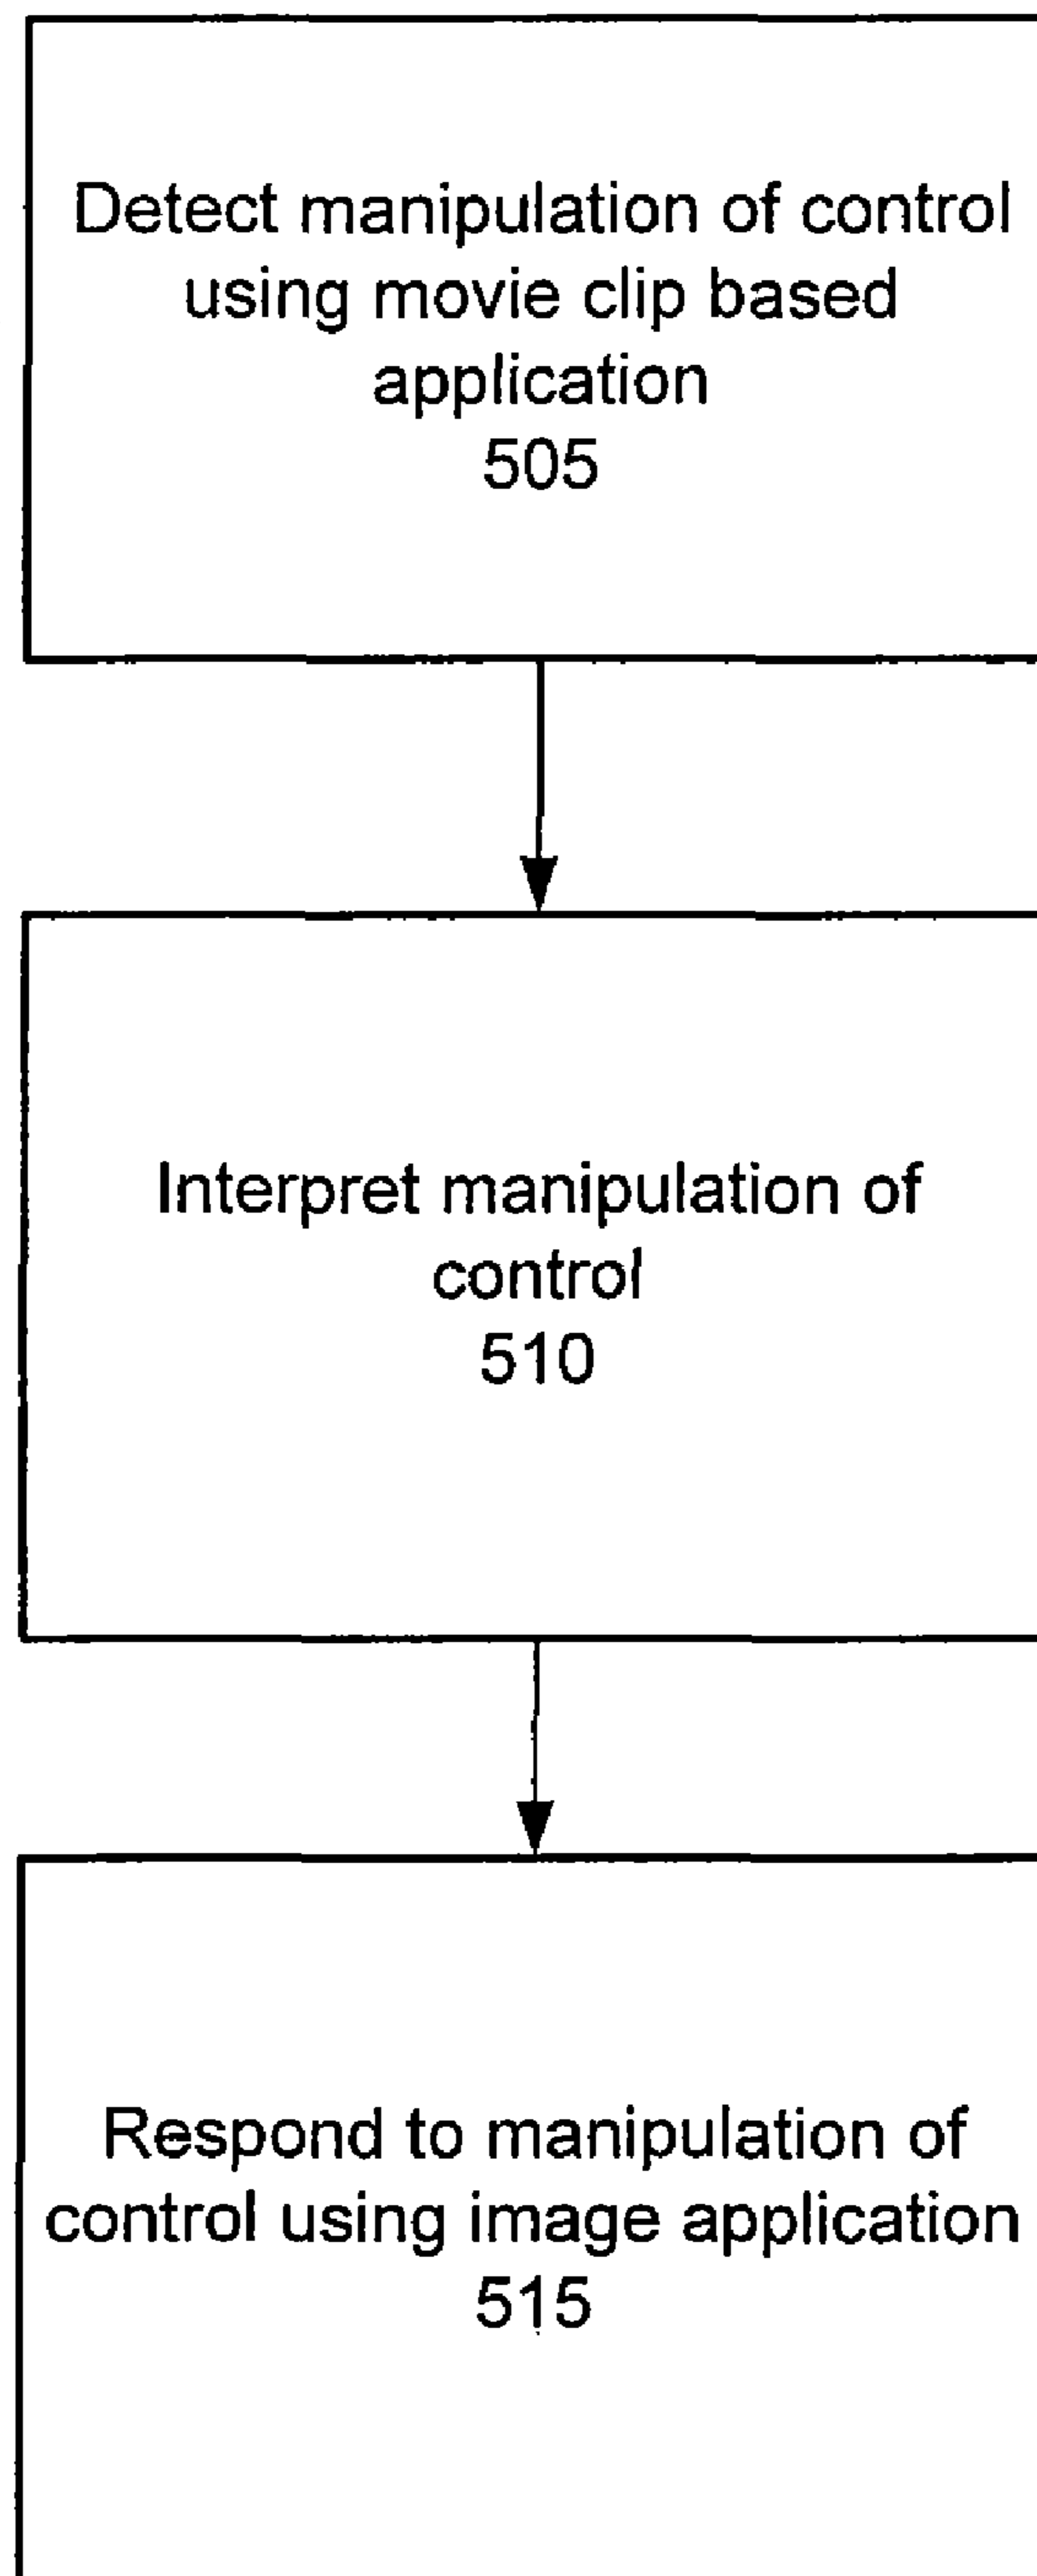 Detect manipulation of control
using movie clip based
application
505
Interpret manipulation of
control
510
Respond to manipulation of
control using image application
515